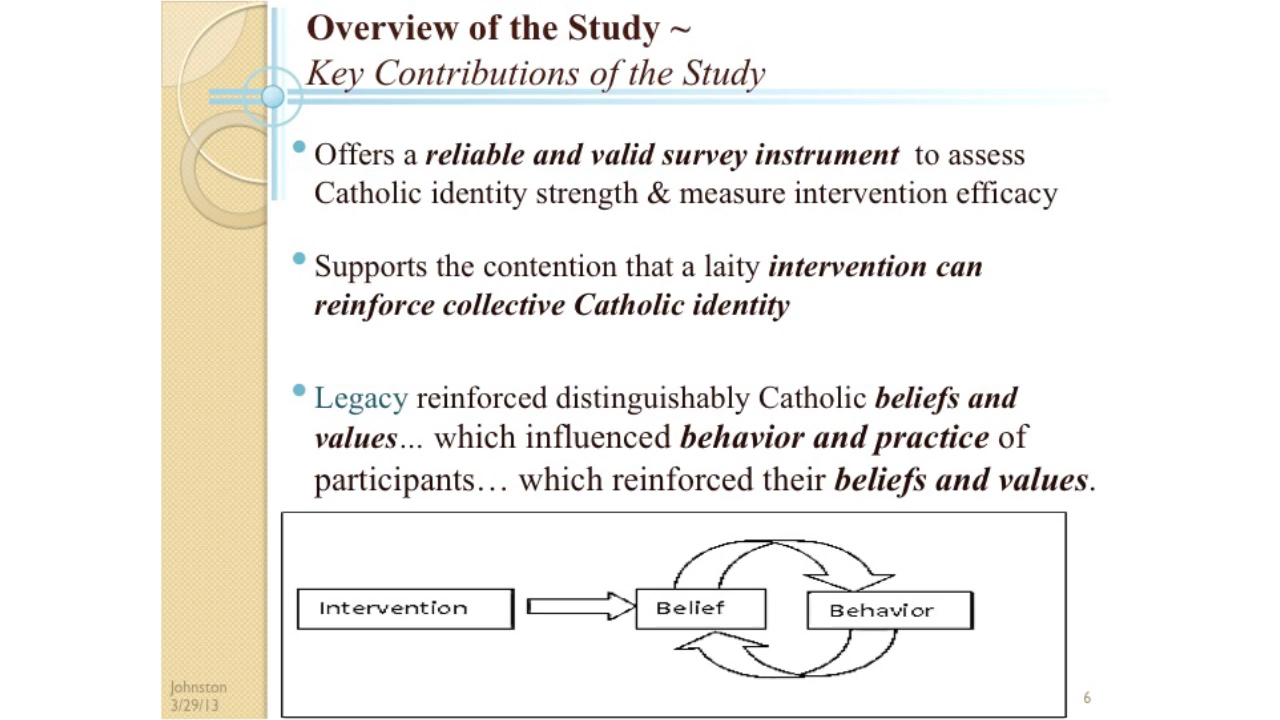 Overview of the Study ~
Key Contributions of the Study
• Offers a reliable and valid survey instrument to assess
Catholic identity strength & measure intervention efficacy
• Supports the contention that a laity intervention can
reinforce collective Catholic identity
• Legacy reinforced distinguishably Catholic beliefs and
values... which influenced behavior and practice of
participants… which reinforced their beliefs and values.
Intervention
Belief
Behavior
Johnston
3/29/13
6